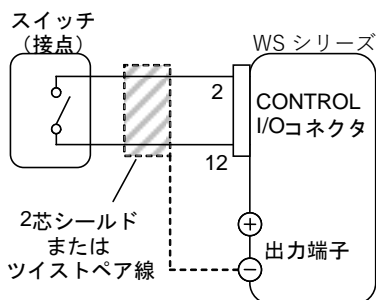 スイッチ
（接点）
WS シリーズ
2
CONTROL
I/Oコネクタ
12
2芯シールド
または
ツイストペア線
+
出力端子
−